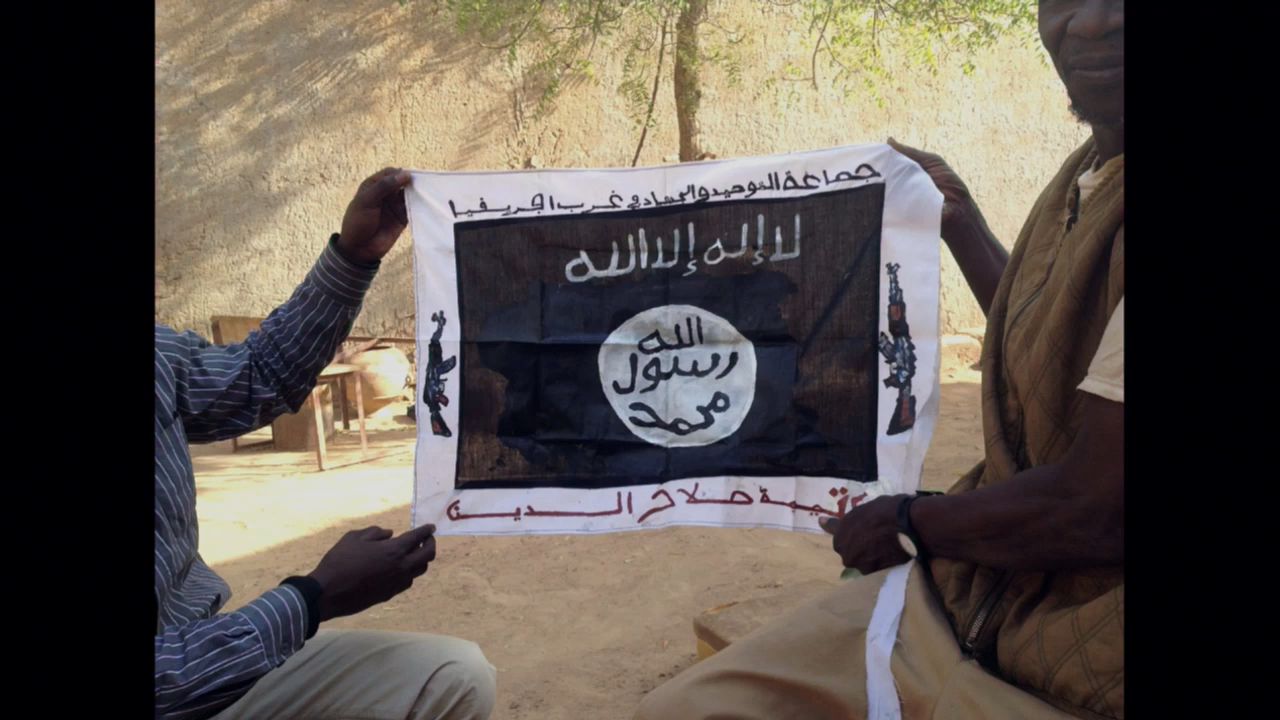 جماعة التوحيد والجهاد في غرب افريقيا
لا إله إلا الله
الله
رسول
محمد
كتيبة صلاح الدين